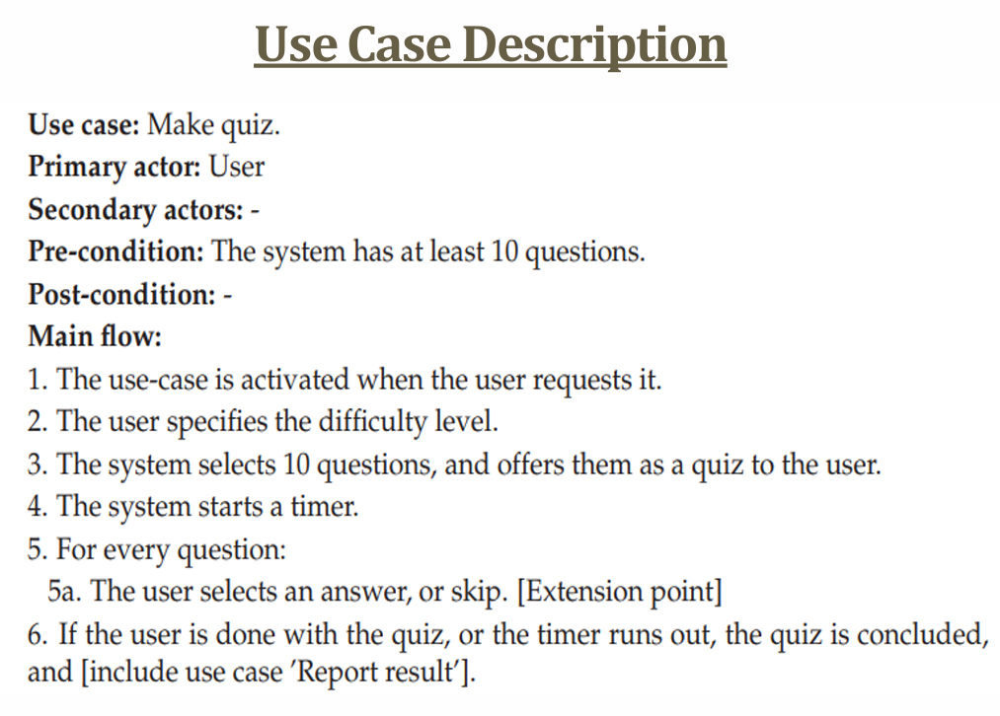 Use Case Description
Use case: Make quiz.
Primary actor: User
Secondary actors: -
Pre-condition: The system has at least 10 questions.
Post-condition: -
Main flow:
1. The use-case is activated when the user requests it.
2. The user specifies the difficulty level.
3. The system selects 10 questions, and offers them as a quiz to the user.
4. The system starts a timer.
5. For every question:
5a. The user selects an answer, or skip. [Extension point]
6. If the user is done with the quiz, or the timer runs out, the quiz is concluded,
and [include use case ’Report result’].